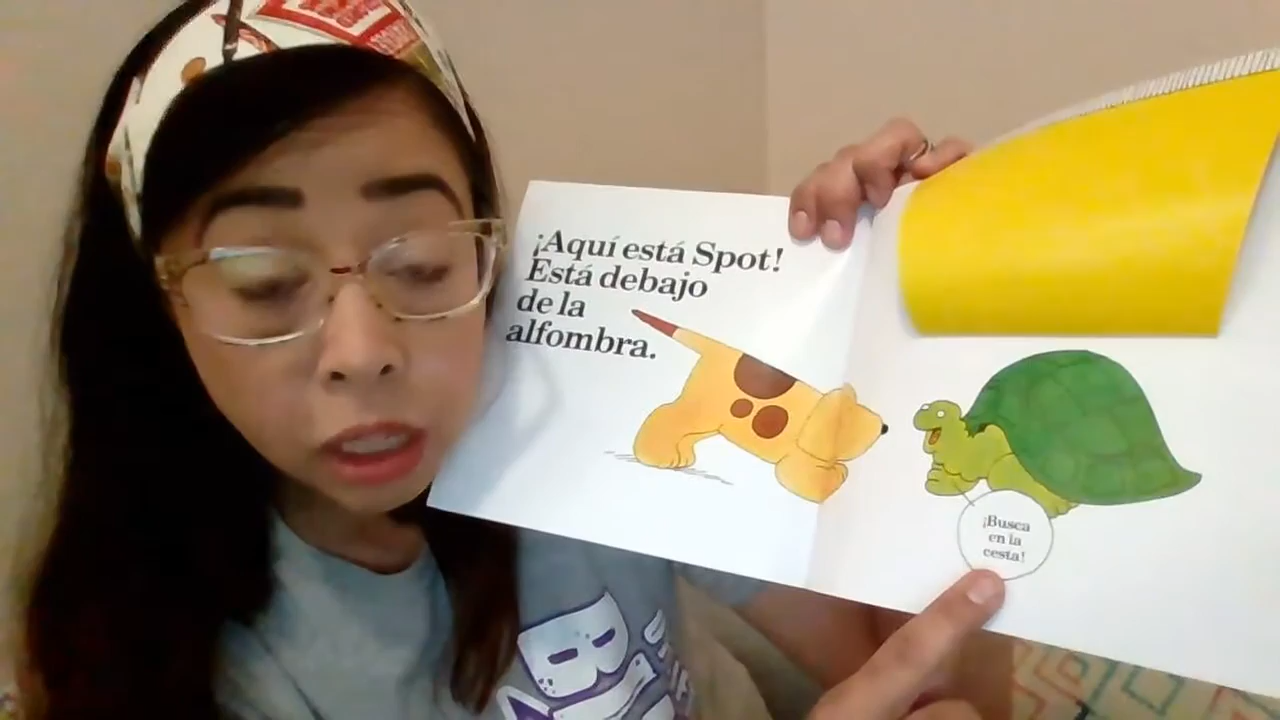 ¡Aquí está Spot!
Está debajo
de la
alfombra.
¡Busca
en la
cesta!